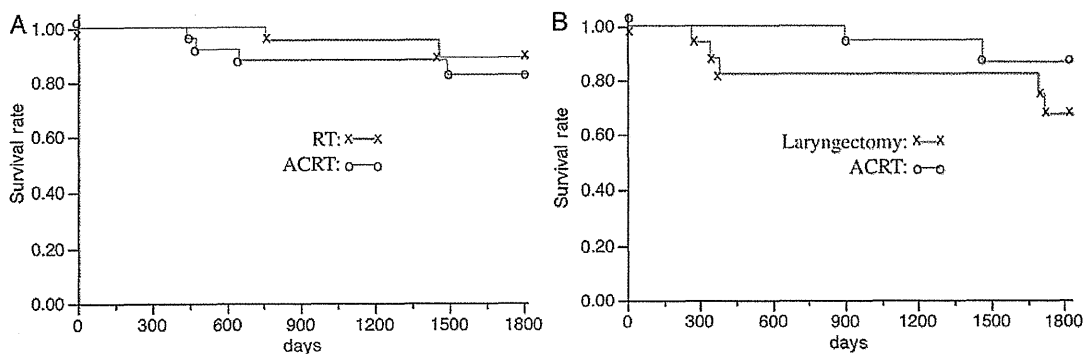 A
Survival rate
1.00
0.80
0.60
0.40
0.20
0.00
RT: x—x
ACRT: o—o
0 300 600 900 1200 1500 1800
days
B
Survival rate
1.00
0.80
0.60
0.40
0.20
0.00
Laryngectomy: x—x
ACRT: o—o
0 300 600 900 1200 1500 1800
days